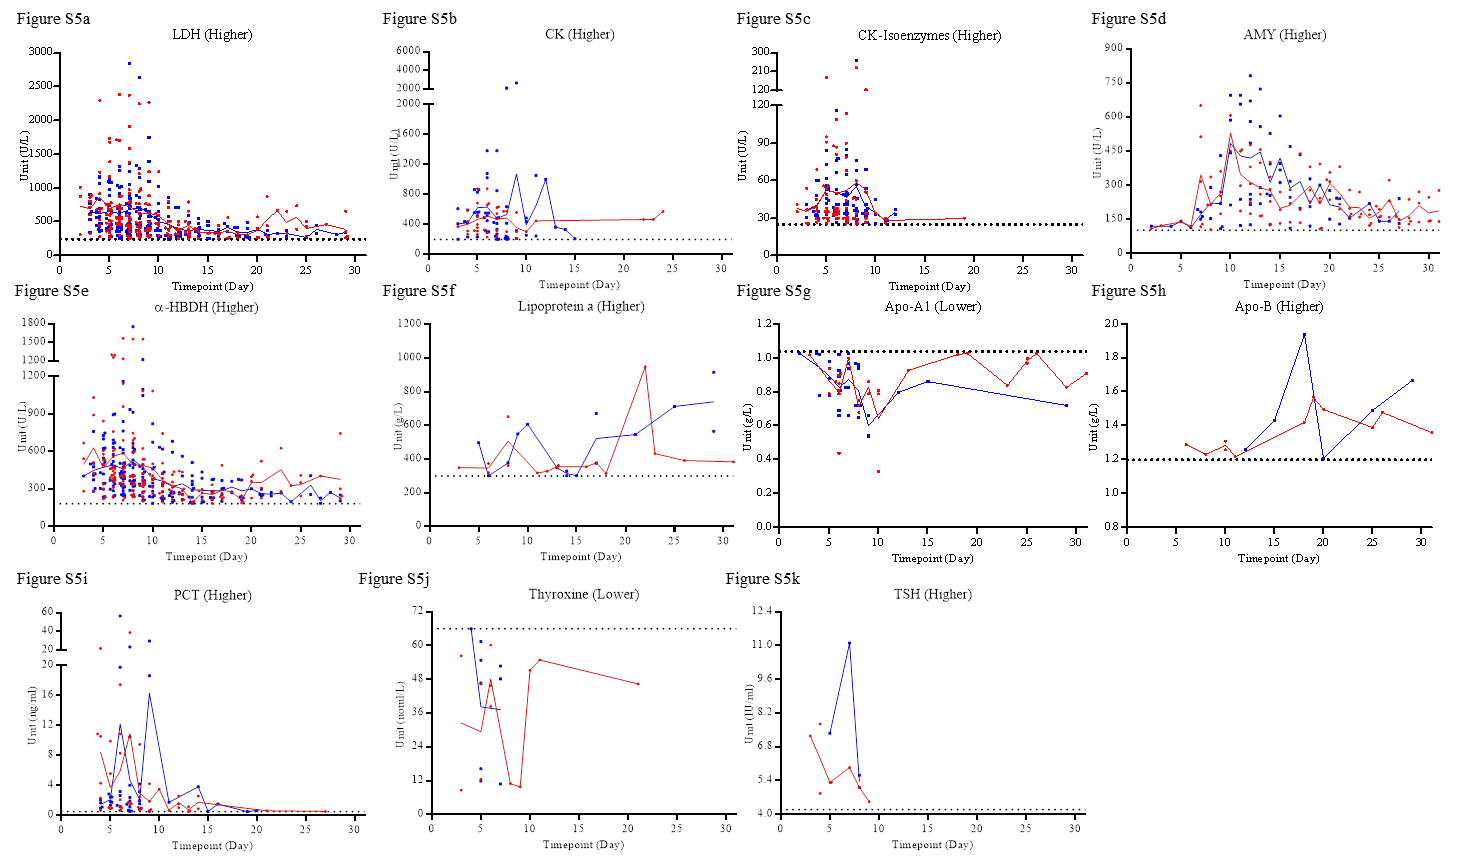 Figure S5a
LDH (Higher)
3000
2500
2000
1500
1000
500
0
Unit (U/L)
0 5 10 15 20 25 30
Timepoint (Day)
Figure S5b
CK (Higher)
6000
4000
2000
2000
1600
1200
800
400
0
Unit (U/L)
0 5 10 15 20 25 30
Timepoint (Day)
Figure S5c
CK-Isoenzymes (Higher)
300
210
120
120
90
60
30
0
Unit (U/L)
0 5 10 15 20 25 30
Timepoint (Day)
Figure S5d
AMY (Higher)
900
750
600
450
300
150
0
Unit (U/L)
0 5 10 15 20 25 30
Timepoint (Day)
Figure S5e
α-HBDH (Higher)
1800
1500
1200
1200
900
600
300
0
Unit (U/L)
0 5 10 15 20 25 30
Timepoint (Day)
Figure S5f
Lipoprotein a (Higher)
1200
1000
800
600
400
200
0
Unit (g/L)
0 5 10 15 20 25 30
Timepoint (Day)
Figure S5g
Apo-A1 (Lower)
1.2
1.0
0.8
0.6
0.4
0.2
0.0
Unit (g/L)
0 5 10 15 20 25 30
Timepoint (Day)
Figure S5h
Apo-B (Higher)
2.0
1.8
1.6
1.4
1.2
1.0
0.8
Unit (g/L)
0 5 10 15 20 25 30
Timepoint (Day)
Figure S5i
PCT (Higher)
60
40
20
20
16
12
8
4
0
Unit (ng/ml)
0 5 10 15 20 25 30
Timepoint (Day)
Figure S5j
Thyroxine (Lower)
72
60
48
36
24
12
0
Unit (noml/L)
0 5 10 15 20 25 30
Timepoint (Day)
Figure S5k
TSH (Higher)
12.4
11.0
9.6
8.2
6.8
5.4
4.0
Unit (IU/ml)
0 5 10 15 20 25 30
Timepoint (Day)